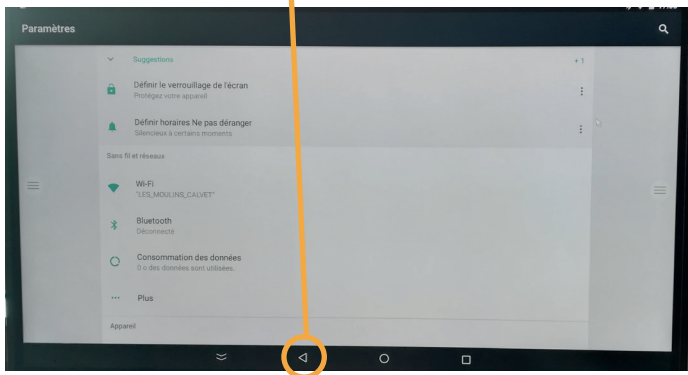 Paramètres
Suggestions
+ 1
Définir le verrouillage de l'écran
Protégez votre appareil
Définir horaires Ne pas déranger
Silencieux à certains moments
Sans fil et réseaux
Wi-Fi
"LES_MOULINS_CALVET"
Bluetooth
Déconnecté
Consommation des données
0 o des données sont utilisées.
Plus
Appareil